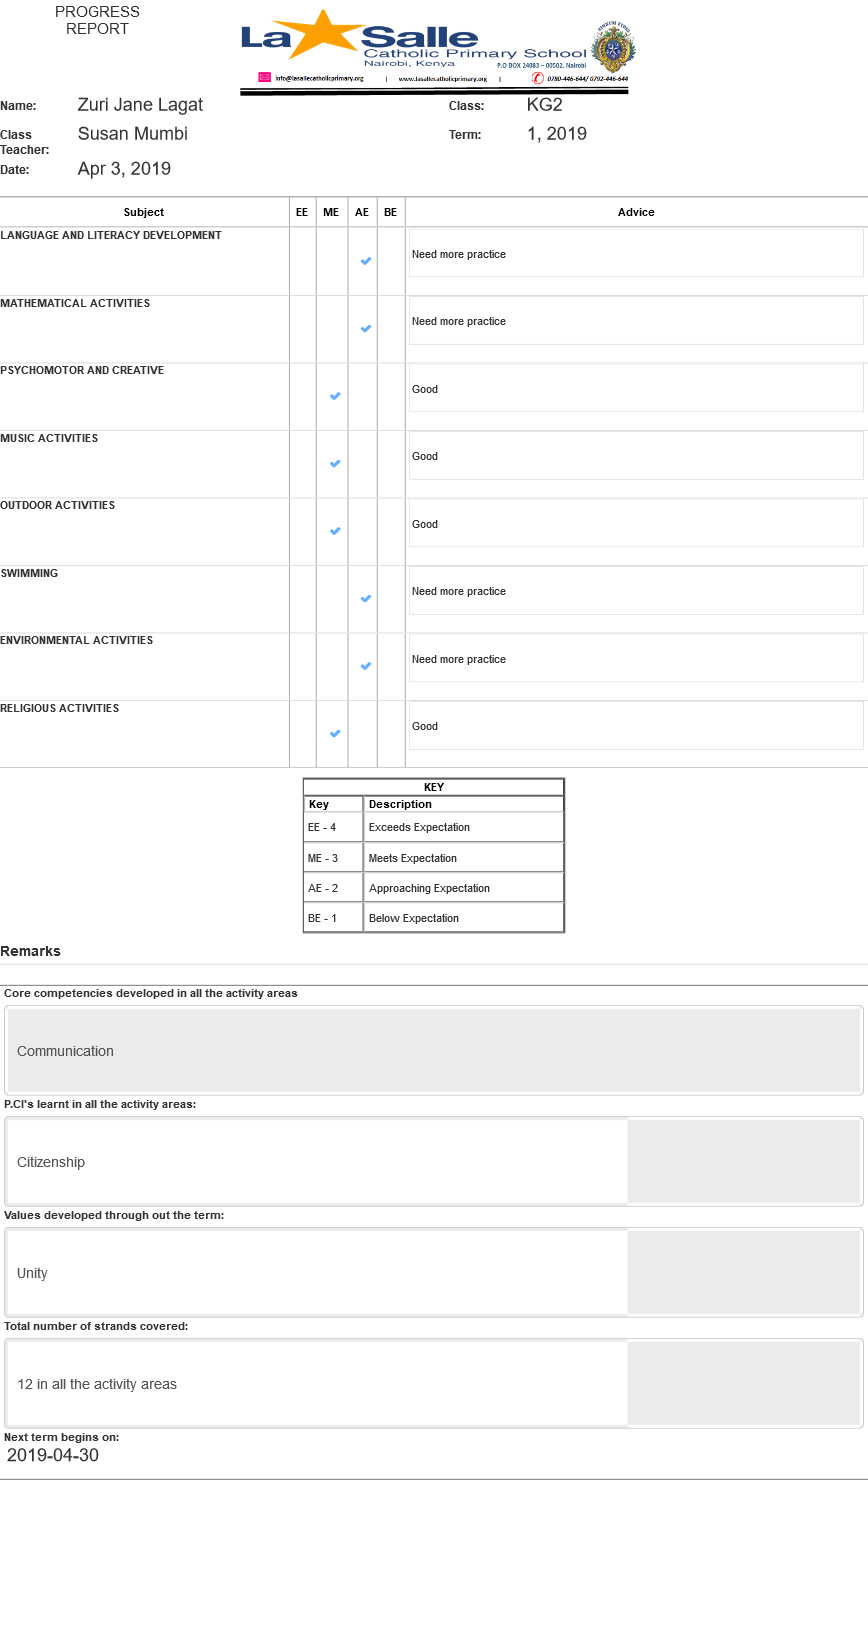 PROGRESS
REPORT
La Salle
Catholic Primary School
Nairobi, Kenya
P.O BOX 24083 – 00502, Nairobi
info@lasallecatholicprimary.org | www.lasallecatholicprimary.org | 0780-446-644/ 0792-446-644
Name: Zuri Jane Lagat Class: KG2
Class Teacher: Susan Mumbi Term: 1, 2019
Date: Apr 3, 2019
Subject EE ME AE BE Advice
LANGUAGE AND LITERACY DEVELOPMENT ✔ Need more practice
MATHEMATICAL ACTIVITIES ✔ Need more practice
PSYCHOMOTOR AND CREATIVE ✔ Good
MUSIC ACTIVITIES ✔ Good
OUTDOOR ACTIVITIES ✔ Good
SWIMMING ✔ Need more practice
ENVIRONMENTAL ACTIVITIES ✔ Need more practice
RELIGIOUS ACTIVITIES ✔ Good
KEY
Key Description
EE - 4 Exceeds Expectation
ME - 3 Meets Expectation
AE - 2 Approaching Expectation
BE - 1 Below Expectation
Remarks
Core competencies developed in all the activity areas
Communication
P.CI's learnt in all the activity areas:
Citizenship
Values developed through out the term:
Unity
Total number of strands covered:
12 in all the activity areas
Next term begins on:
2019-04-30